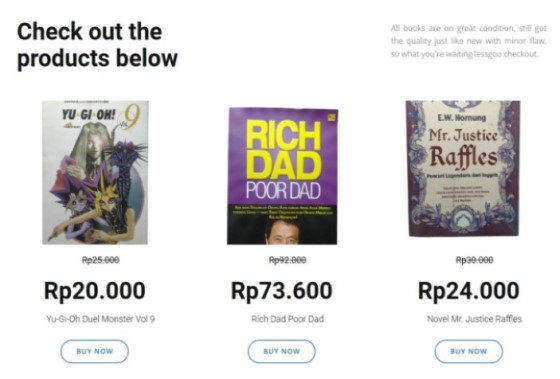 Check out the
products below
All books are on great condition, still got
the quality just like new with minor flaw,
so what you're waiting lessgoo checkout.
YU-GI-OH!
9
RICH
DAD
POOR DAD
E.W. Hornung
Mr. Justice
Raffles
Pencuri Legendaris dari Inggris
Rp25.000
Rp92.000
Rp30.000
Rp20.000
Rp73.600
Rp24.000
Yu-Gi-Oh Duel Monster Vol 9
Rich Dad Poor Dad
Novel Mr. Justice Raffles
BUY NOW
BUY NOW
BUY NOW